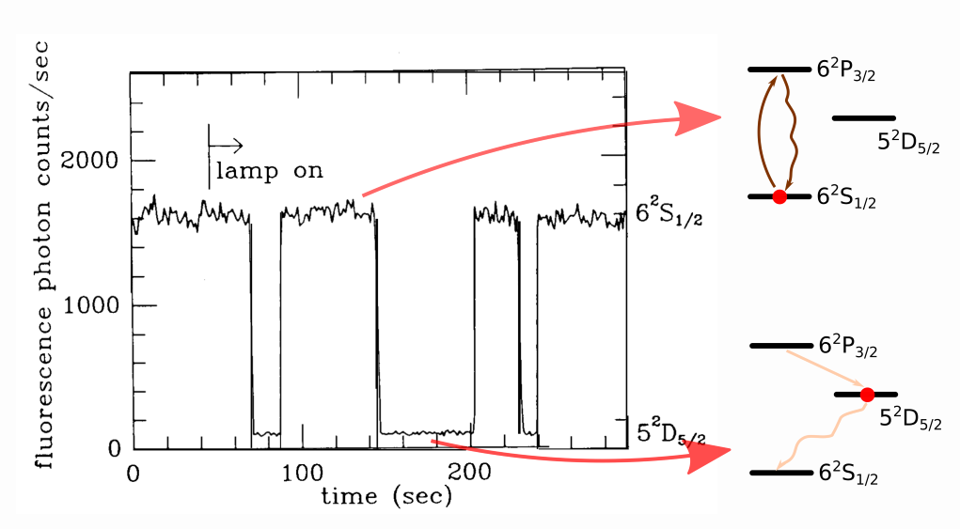 fluorescence photon counts/sec
2000
1000
0
lamp on
6²S₁/₂
5²D₅/₂
0
100
200
time (sec)
6²P₃/₂
5²D₅/₂
6²S₁/₂
6²P₃/₂
5²D₅/₂
6²S₁/₂